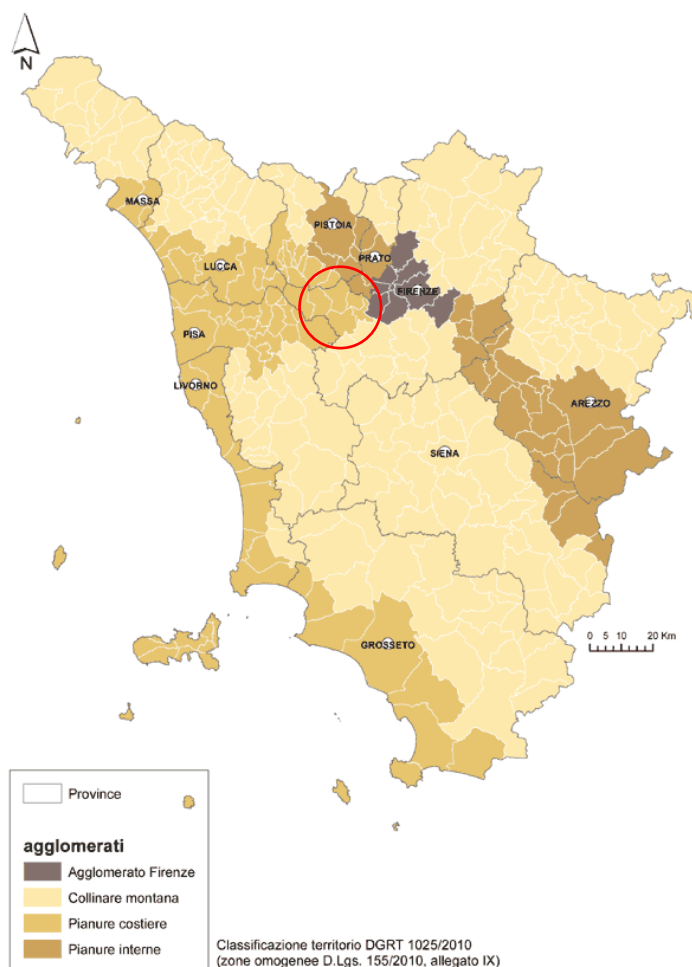 N
MASSA
PISTOIA
PRATO
LUCCA
FIRENZE
PISA
LIVORNO
AREZZO
SIENA
0 5 10 20 Km
GROSSETO
Province
agglomerati
Agglomerato Firenze
Collinare montana
Pianure costiere
Pianure interne
Classificazione territorio DGRT 1025/2010
(zone omogenee D.Lgs. 155/2010, allegato IX)